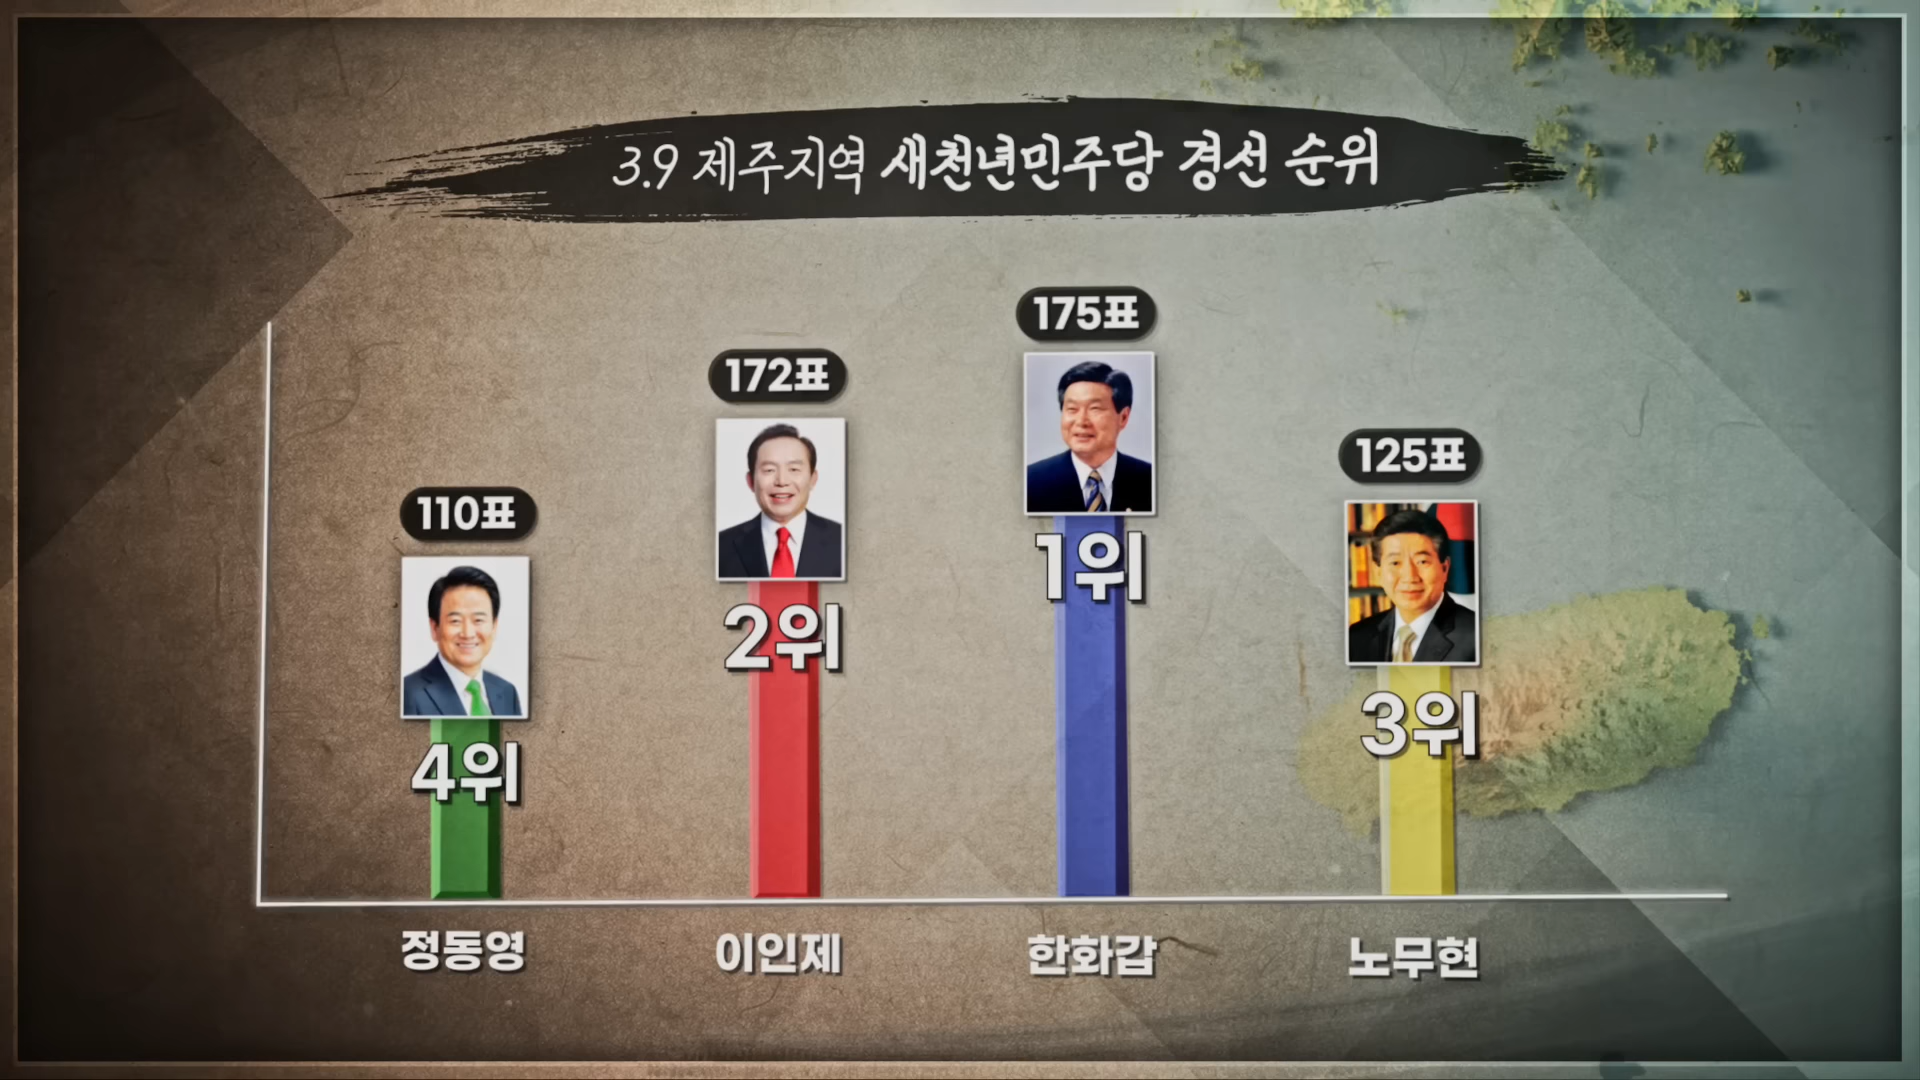 3.9 제주지역 새천년민주당 경선 순위
110표
172표
175표
125표
4위
2위
1위
3위
정동영
이인제
한화갑
노무현